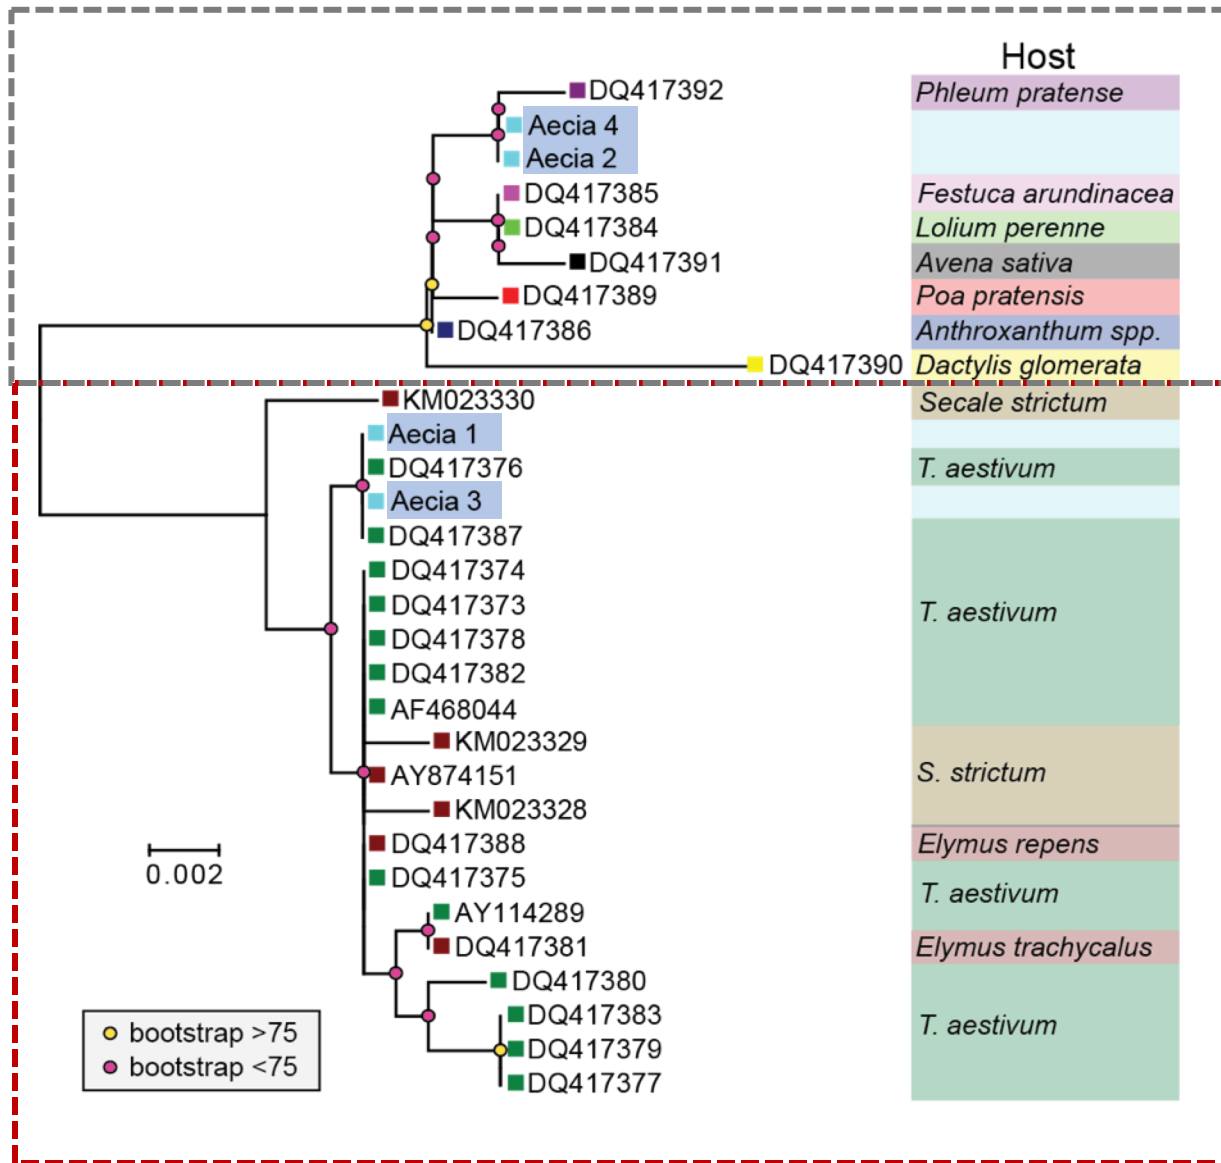 Host
DQ417392 Phleum pratense
Aecia 4
Aecia 2
DQ417385 Festuca arundinacea
DQ417384 Lolium perenne
DQ417391 Avena sativa
DQ417389 Poa pratensis
DQ417386 Anthroxanthum spp.
DQ417390 Dactylis glomerata
KM023330 Secale strictum
Aecia 1
DQ417376 T. aestivum
Aecia 3
DQ417387
DQ417374
DQ417373 T. aestivum
DQ417378
DQ417382
AF468044
KM023329
AY874151 S. strictum
KM023328
DQ417388 Elymus repens
DQ417375 T. aestivum
AY114289
DQ417381 Elymus trachycalus
DQ417380
DQ417383 T. aestivum
DQ417379
DQ417377
0.002
bootstrap >75
bootstrap <75